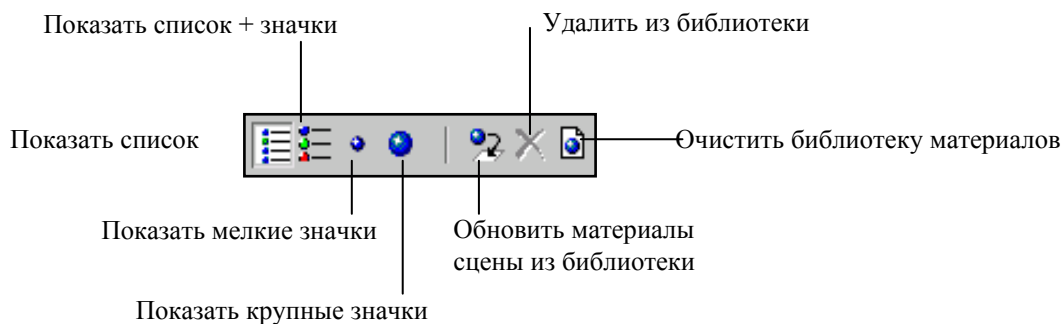 Показать список + значки
Удалить из библиотеки
Показать список
Очистить библиотеку материалов
Показать мелкие значки
Обновить материалы
сцены из библиотеки
Показать крупные значки